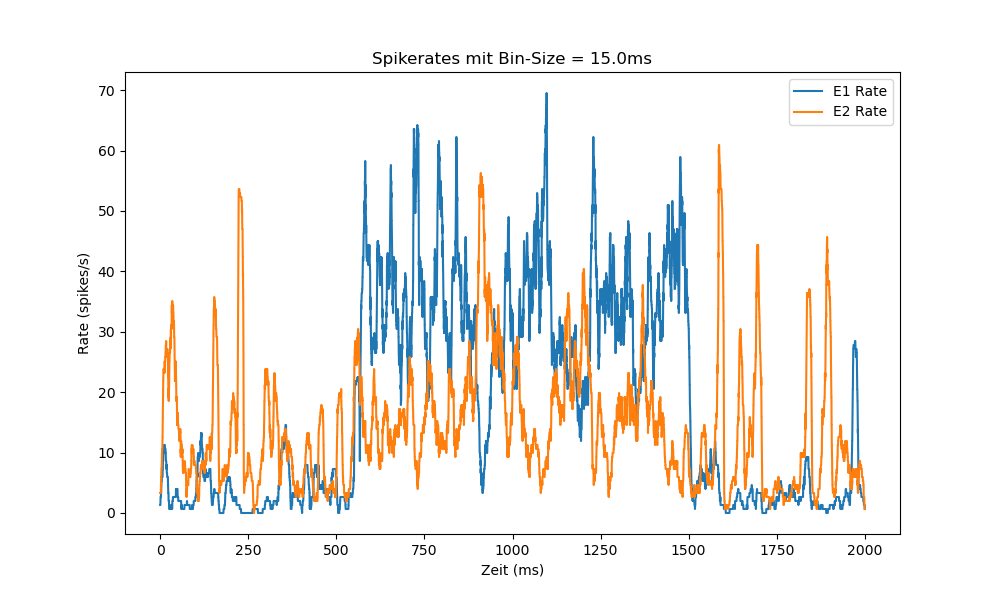 Spikerates mit Bin-Size = 15.0ms
E1 Rate
E2 Rate
70
60
50
40
30
20
10
0
Rate (spikes/s)
0 250 500 750 1000 1250 1500 1750 2000
Zeit (ms)